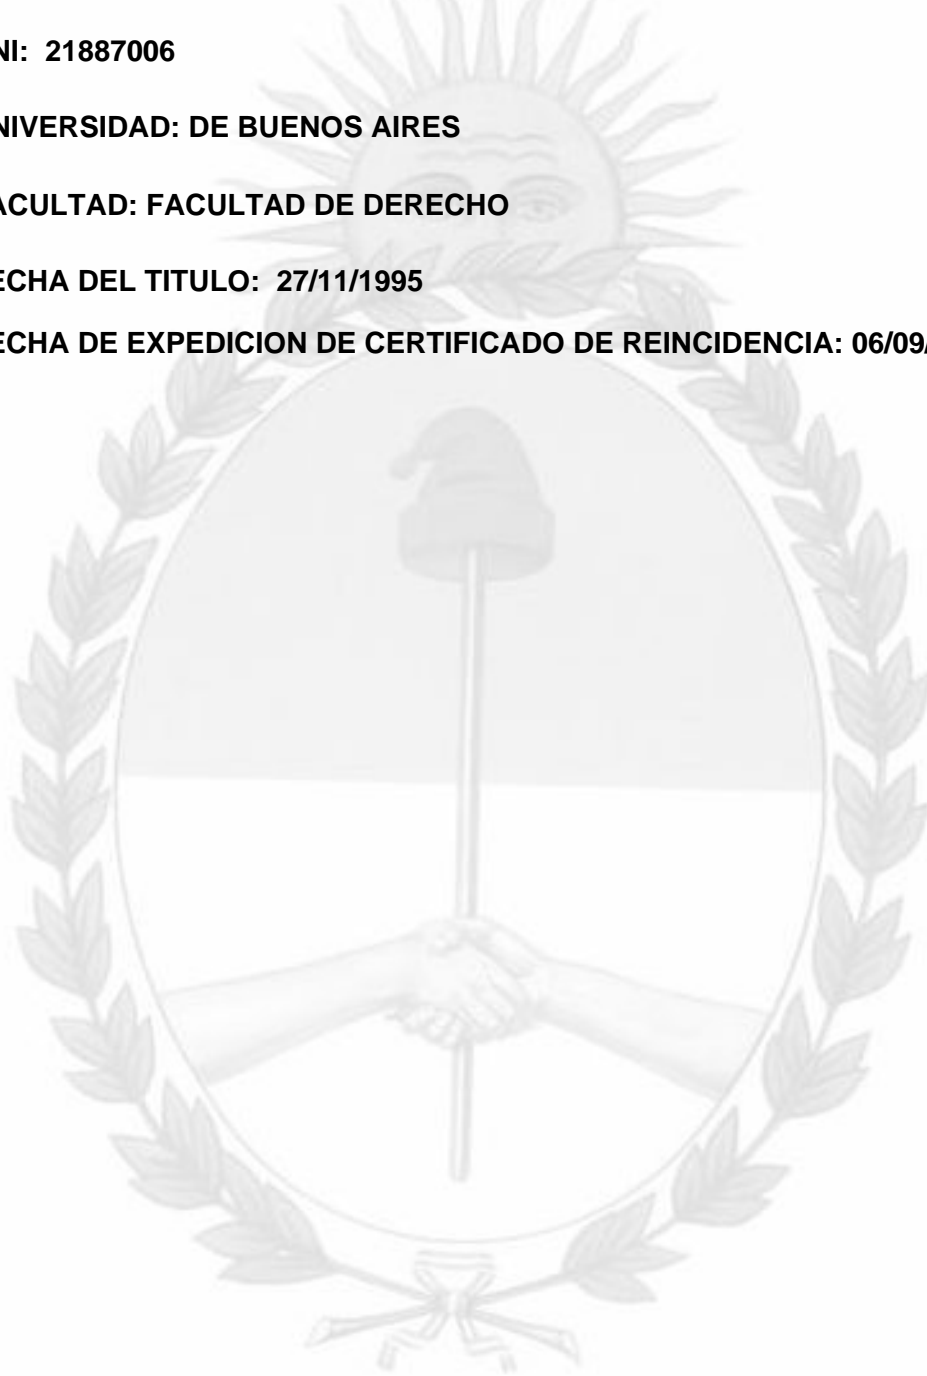 NI: 21887006
NIVERSIDAD: DE BUENOS AIRES
ACULTAD: FACULTAD DE DERECHO
ECHA DEL TITULO: 27/11/1995
ECHA DE EXPEDICION DE CERTIFICADO DE REINCIDENCIA: 06/09/